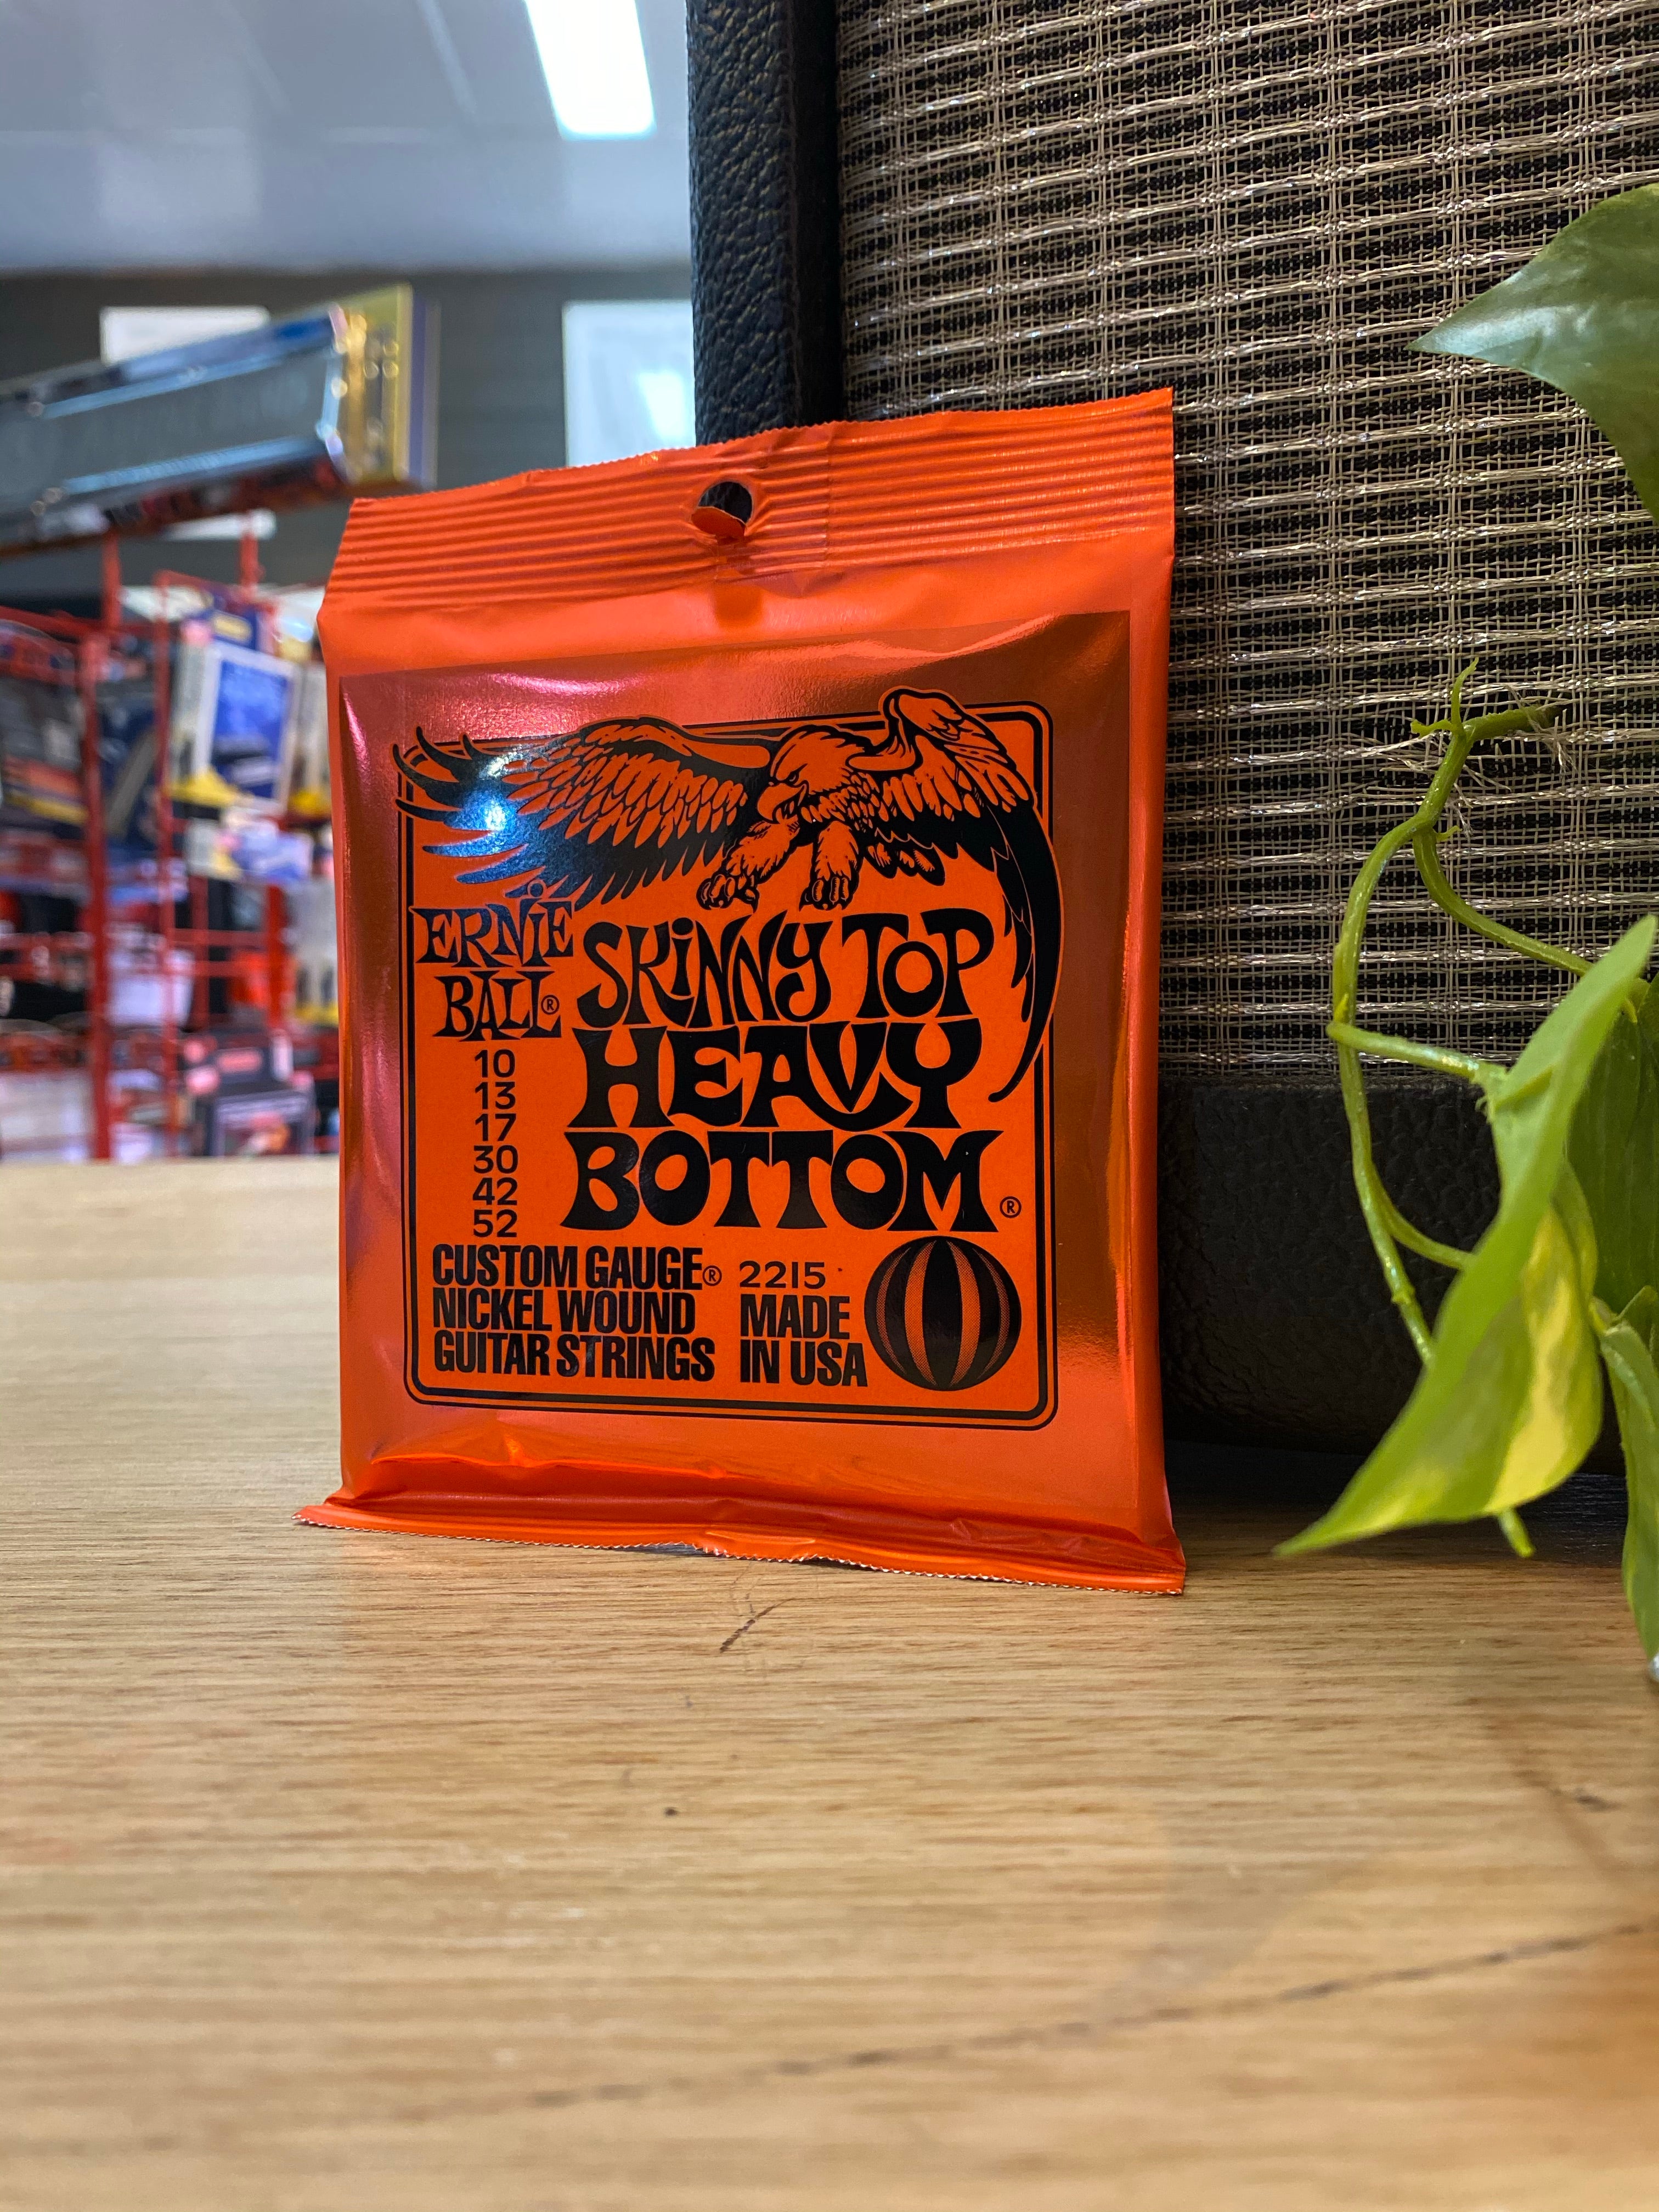 ERNIE
BALL®
SKINNY TOP
HEAVY
BOTTOM®
10
13
17
30
42
52
CUSTOM GAUGE®
NICKEL WOUND
GUITAR STRINGS
2215
MADE
IN USA